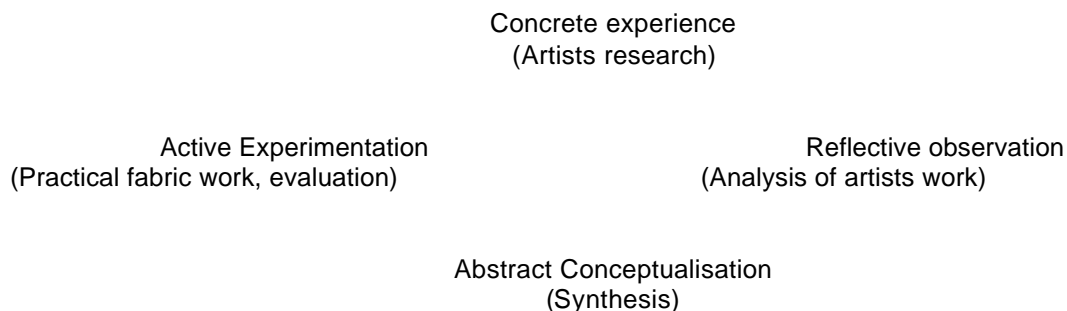 Concrete experience
(Artists research)
Active Experimentation
(Practical fabric work, evaluation)
Reflective observation
(Analysis of artists work)
Abstract Conceptualisation
(Synthesis)